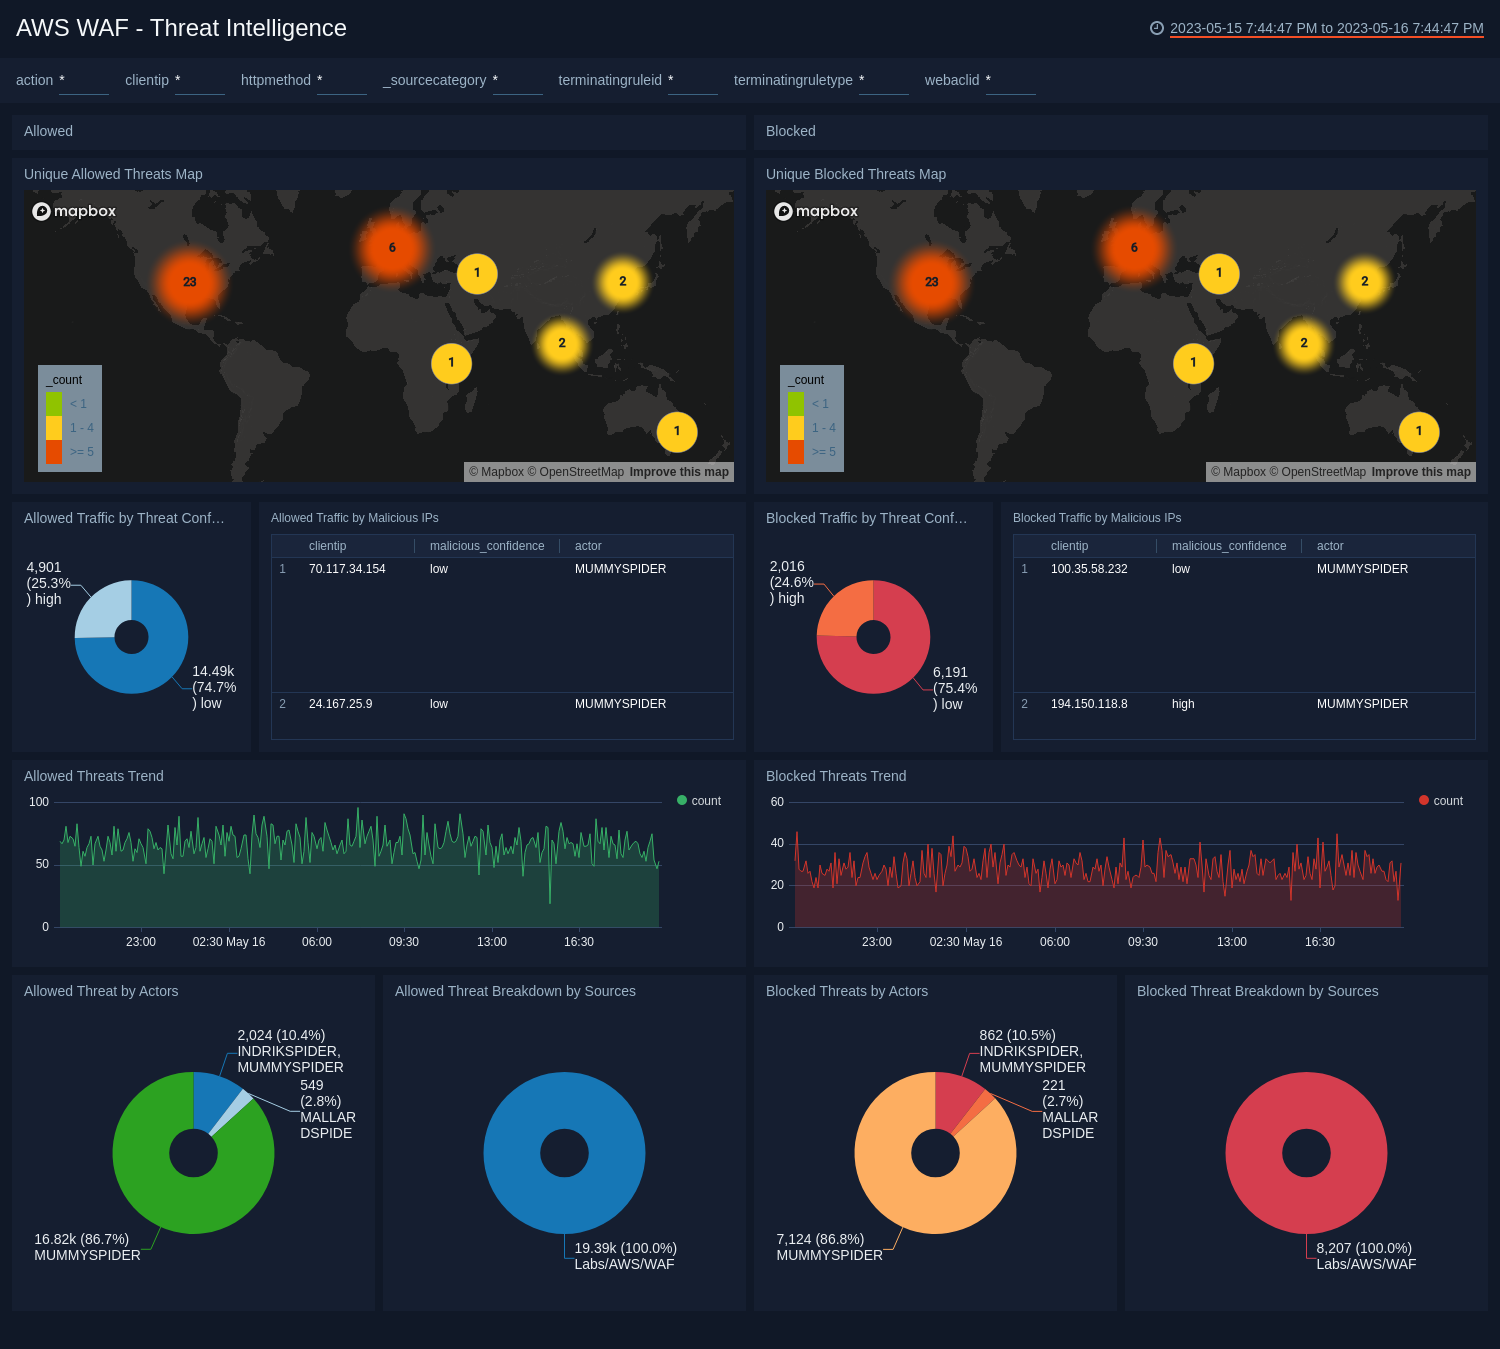 AWS WAF - Threat Intelligence
2023-05-15 7:44:47 PM to 2023-05-16 7:44:47 PM
action * clientip * httpmethod * _sourcecategory * terminatingruleid * terminatingruletype * webaclid *
Allowed
Blocked
Unique Allowed Threats Map
mapbox
23
6
1
2
2
1
1
_count
< 1
1 - 4
>= 5
© Mapbox © OpenStreetMap Improve this map
Unique Blocked Threats Map
mapbox
23
6
1
2
2
1
1
_count
< 1
1 - 4
>= 5
© Mapbox © OpenStreetMap Improve this map
Allowed Traffic by Threat Conf...
4,901
(25.3%
) high
14.49k
(74.7%
) low
Allowed Traffic by Malicious IPs
clientip malicious_confidence actor
1 70.117.34.154 low MUMMYSPIDER
2 24.167.25.9 low MUMMYSPIDER
Blocked Traffic by Threat Conf...
2,016
(24.6%
) high
6,191
(75.4%
) low
Blocked Traffic by Malicious IPs
clientip malicious_confidence actor
1 100.35.58.232 low MUMMYSPIDER
2 194.150.118.8 high MUMMYSPIDER
Allowed Threats Trend
100
50
0
23:00 02:30 May 16 06:00 09:30 13:00 16:30
count
Blocked Threats Trend
60
40
20
0
23:00 02:30 May 16 06:00 09:30 13:00 16:30
count
Allowed Threat by Actors
2,024 (10.4%)
INDRIKSPIDER,
MUMMYSPIDER
549
(2.8%)
MALLAR
DSPIDE
16.82k (86.7%)
MUMMYSPIDER
Allowed Threat Breakdown by Sources
19.39k (100.0%)
Labs/AWS/WAF
Blocked Threats by Actors
862 (10.5%)
INDRIKSPIDER,
MUMMYSPIDER
221
(2.7%)
MALLAR
DSPIDE
7,124 (86.8%)
MUMMYSPIDER
Blocked Threat Breakdown by Sources
8,207 (100.0%)
Labs/AWS/WAF